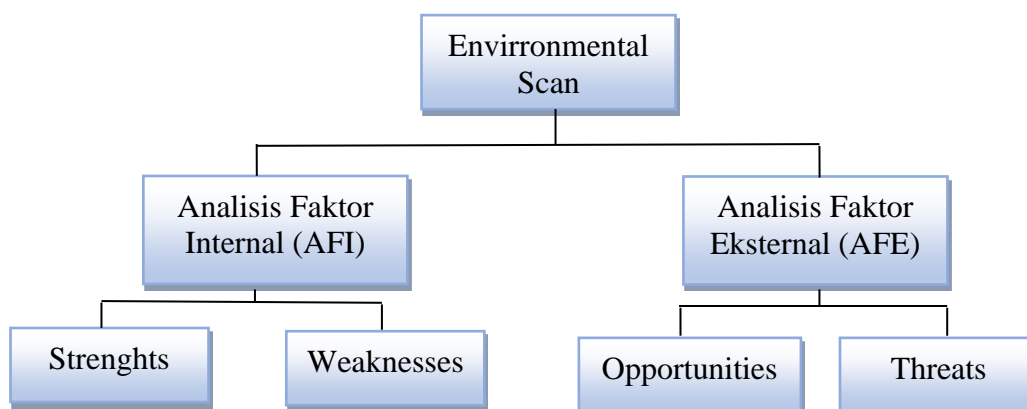 Envirronmental
Scan
Analisis Faktor
Internal (AFI)
Analisis Faktor
Eksternal (AFE)
Strenghts
Weaknesses
Opportunities
Threats